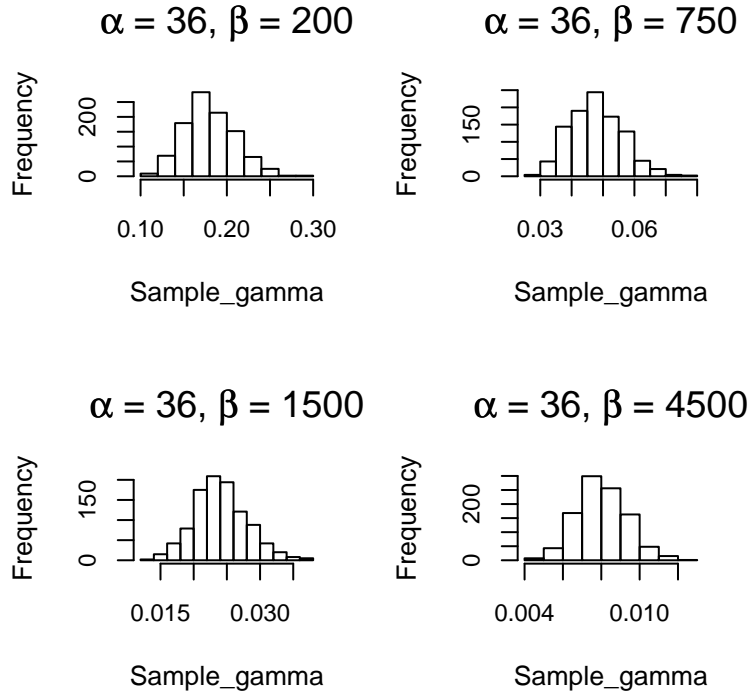 α = 36, β = 200
Frequency
0 200
0.10 0.20 0.30
Sample_gamma
α = 36, β = 750
Frequency
0 150
0.03 0.06
Sample_gamma
α = 36, β = 1500
Frequency
0 150
0.015 0.030
Sample_gamma
α = 36, β = 4500
Frequency
0 200
0.004 0.010
Sample_gamma